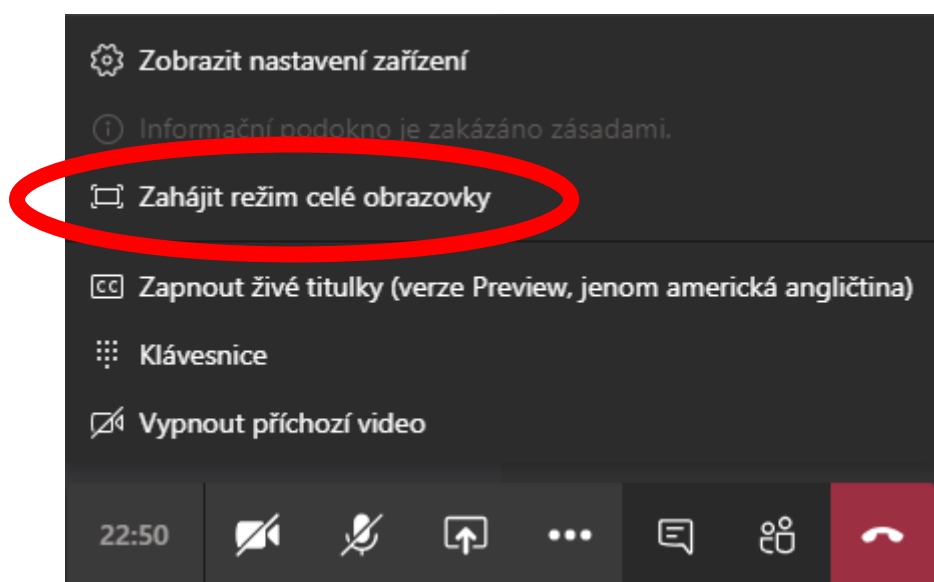 Zobrazit nastavení zařízení
Informační podokno je zakázáno zásadami.
Zahájit režim celé obrazovky
CC Zapnout živé titulky (verze Preview, jenom americká angličtina)
Klávesnice
Vypnout příchozí video
22:50